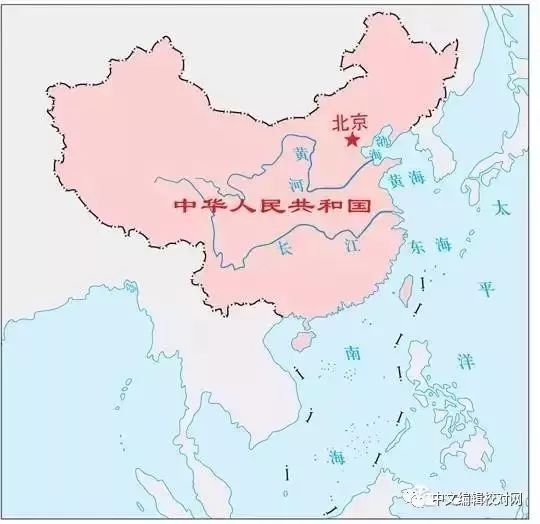 北京
渤海
黄河
黄海
中华人民共和国
太平洋
长江
东海
南海
中文编辑校对网